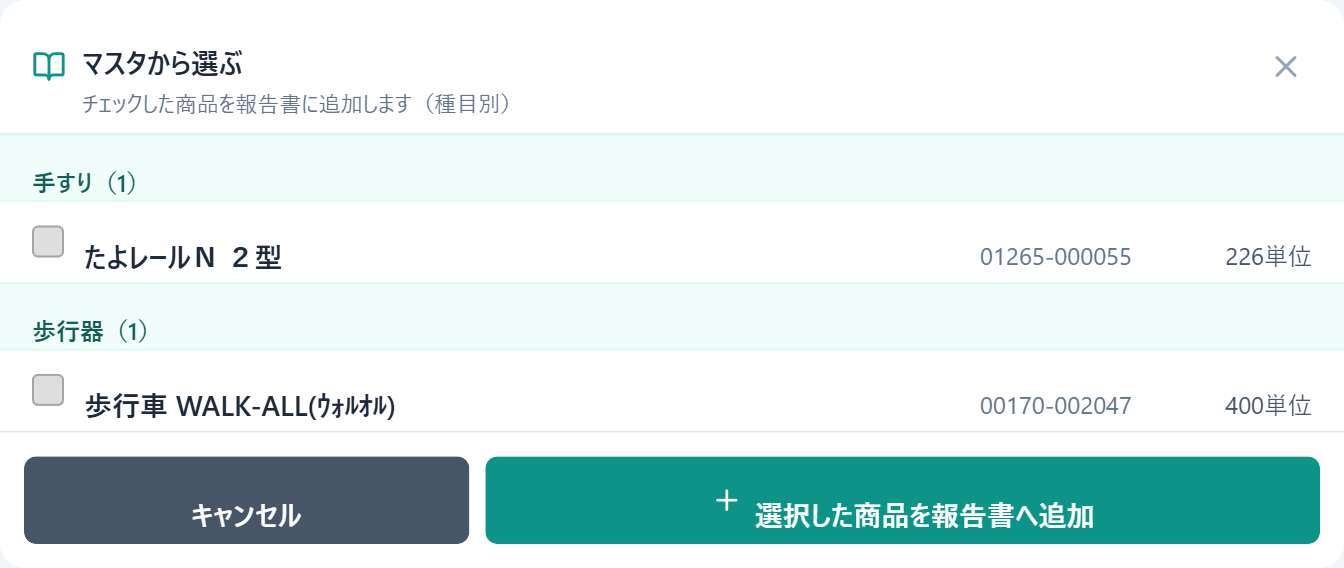 マスタから選ぶ
チェックした商品を報告書に追加します（種目別）
手すり（1）
たよレールＮ　２型 01265-000055 226単位
歩行器（1）
歩行車 WALK-ALL(ｳｫﾙｵﾙ) 00170-002047 400単位
キャンセル
選択した商品を報告書へ追加